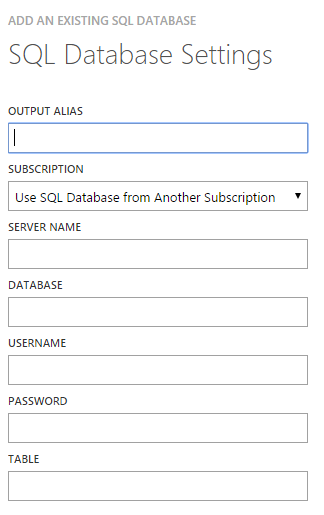 ADD AN EXISTING SQL DATABASE
SQL Database Settings
OUTPUT ALIAS
SUBSCRIPTION
Use SQL Database from Another Subscription
SERVER NAME
DATABASE
USERNAME
PASSWORD
TABLE